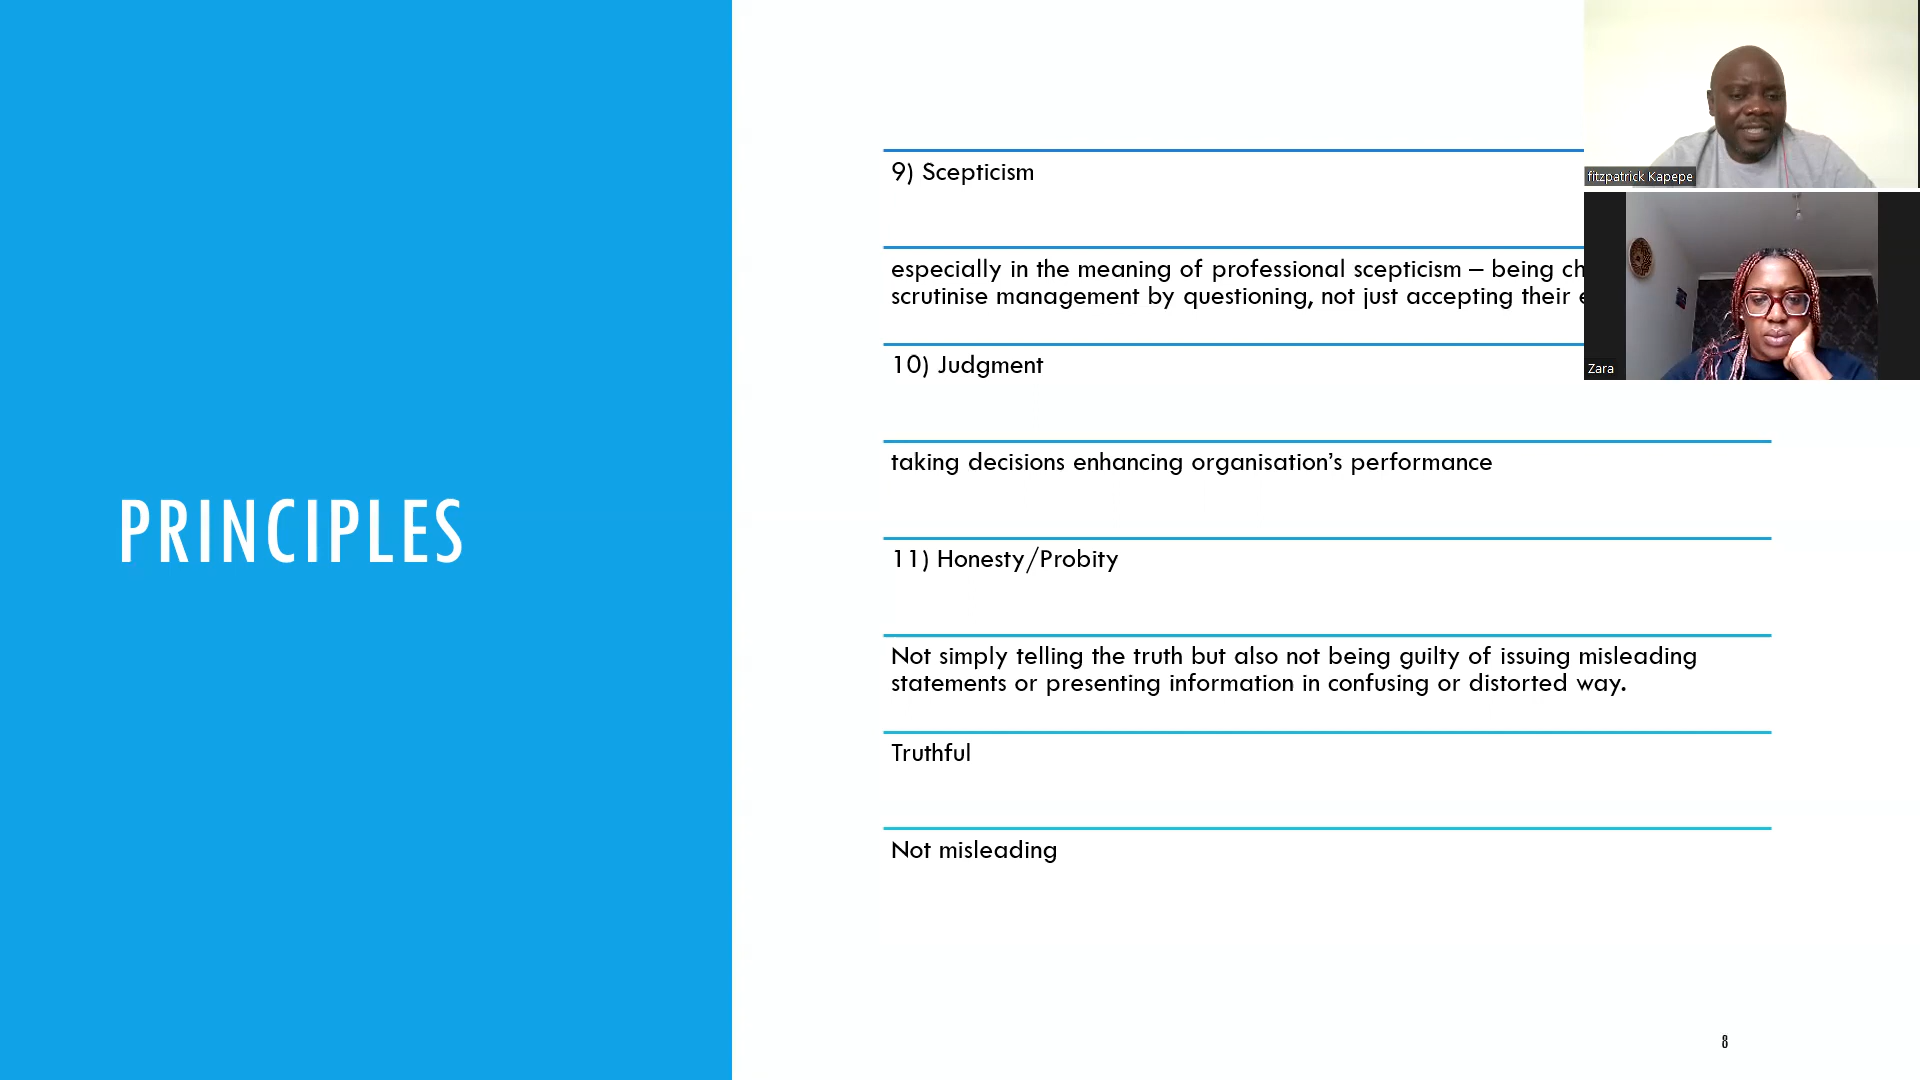 PRINCIPLES
9) Scepticism
especially in the meaning of professional scepticism – being
scrutinise management by questioning, not just accepting their
10) Judgment
taking decisions enhancing organisation’s performance
11) Honesty/Probity
Not simply telling the truth but also not being guilty of issuing misleading
statements or presenting information in confusing or distorted way.
Truthful
Not misleading
8
fitzpatrick Kapepe
Zara